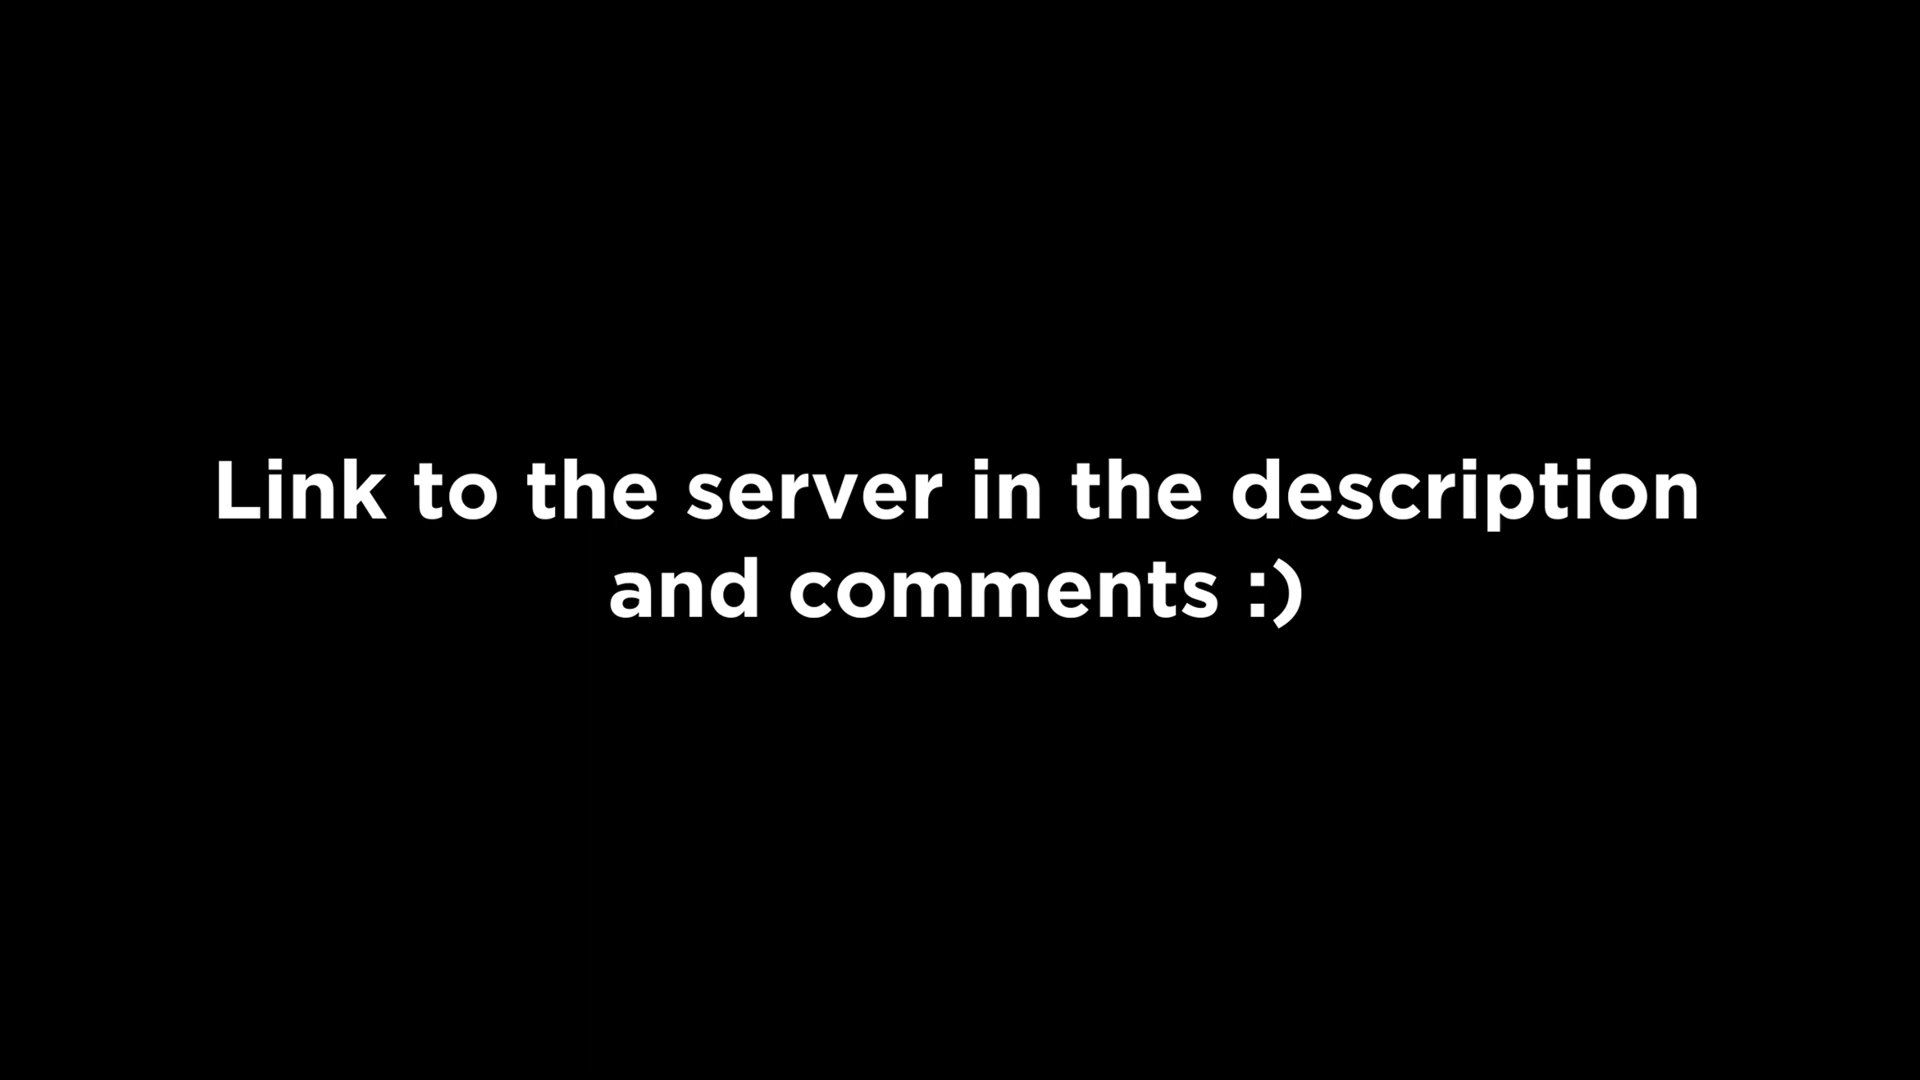 Link to the server in the description
and comments :)